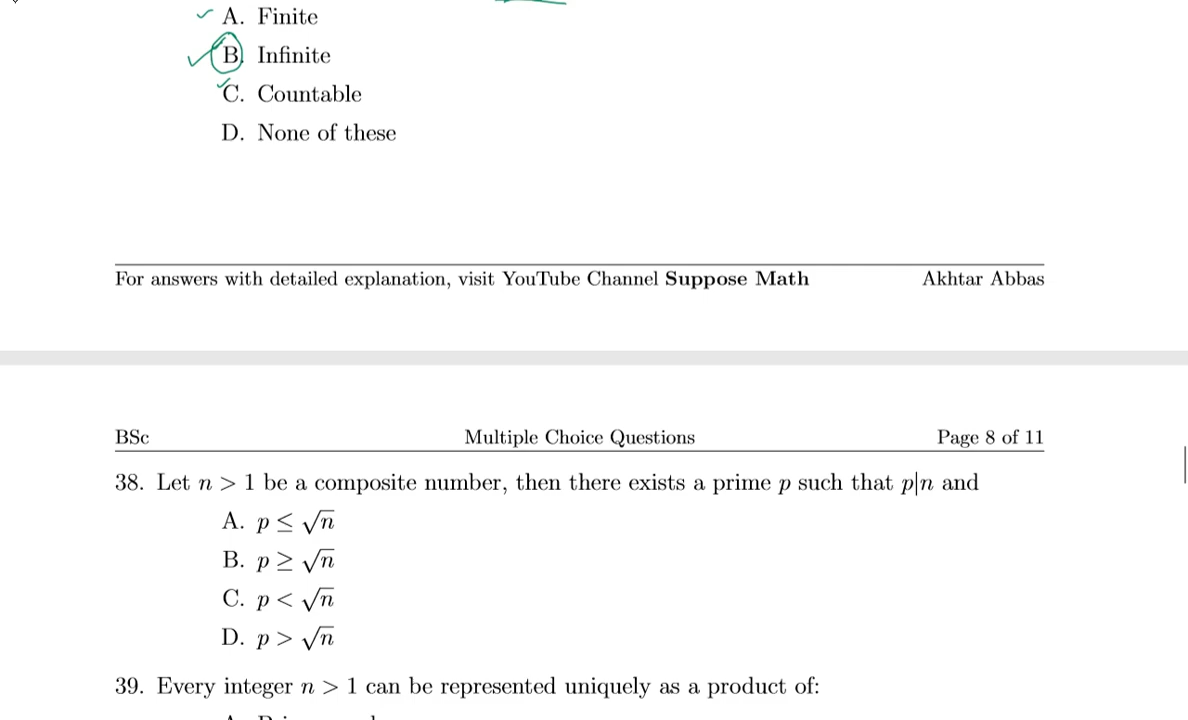 A. Finite
B. Infinite
C. Countable
D. None of these
For answers with detailed explanation, visit YouTube Channel Suppose Math Akhtar Abbas
BSc Multiple Choice Questions Page 8 of 11
38. Let n > 1 be a composite number, then there exists a prime p such that p|n and
A. p ≤ √n
B. p ≥ √n
C. p < √n
D. p > √n
39. Every integer n > 1 can be represented uniquely as a product of: